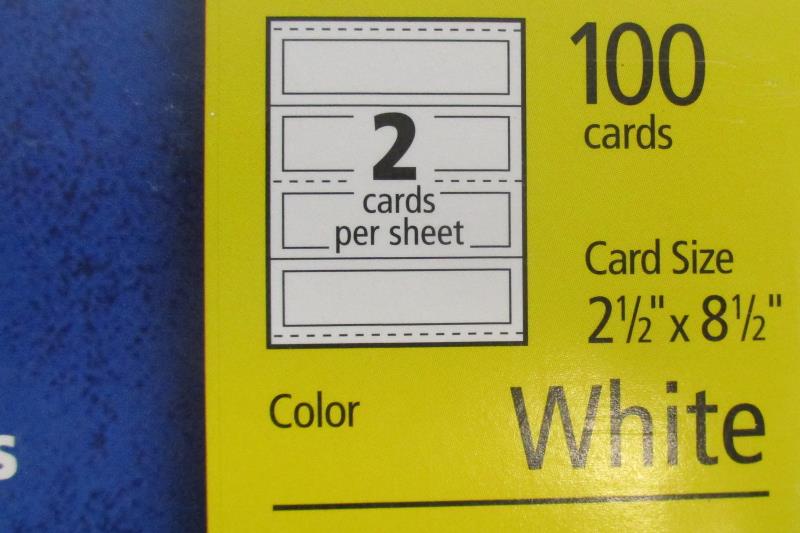 2
cards
per sheet
100
cards
Card Size
2½" x 8½"
Color White
s